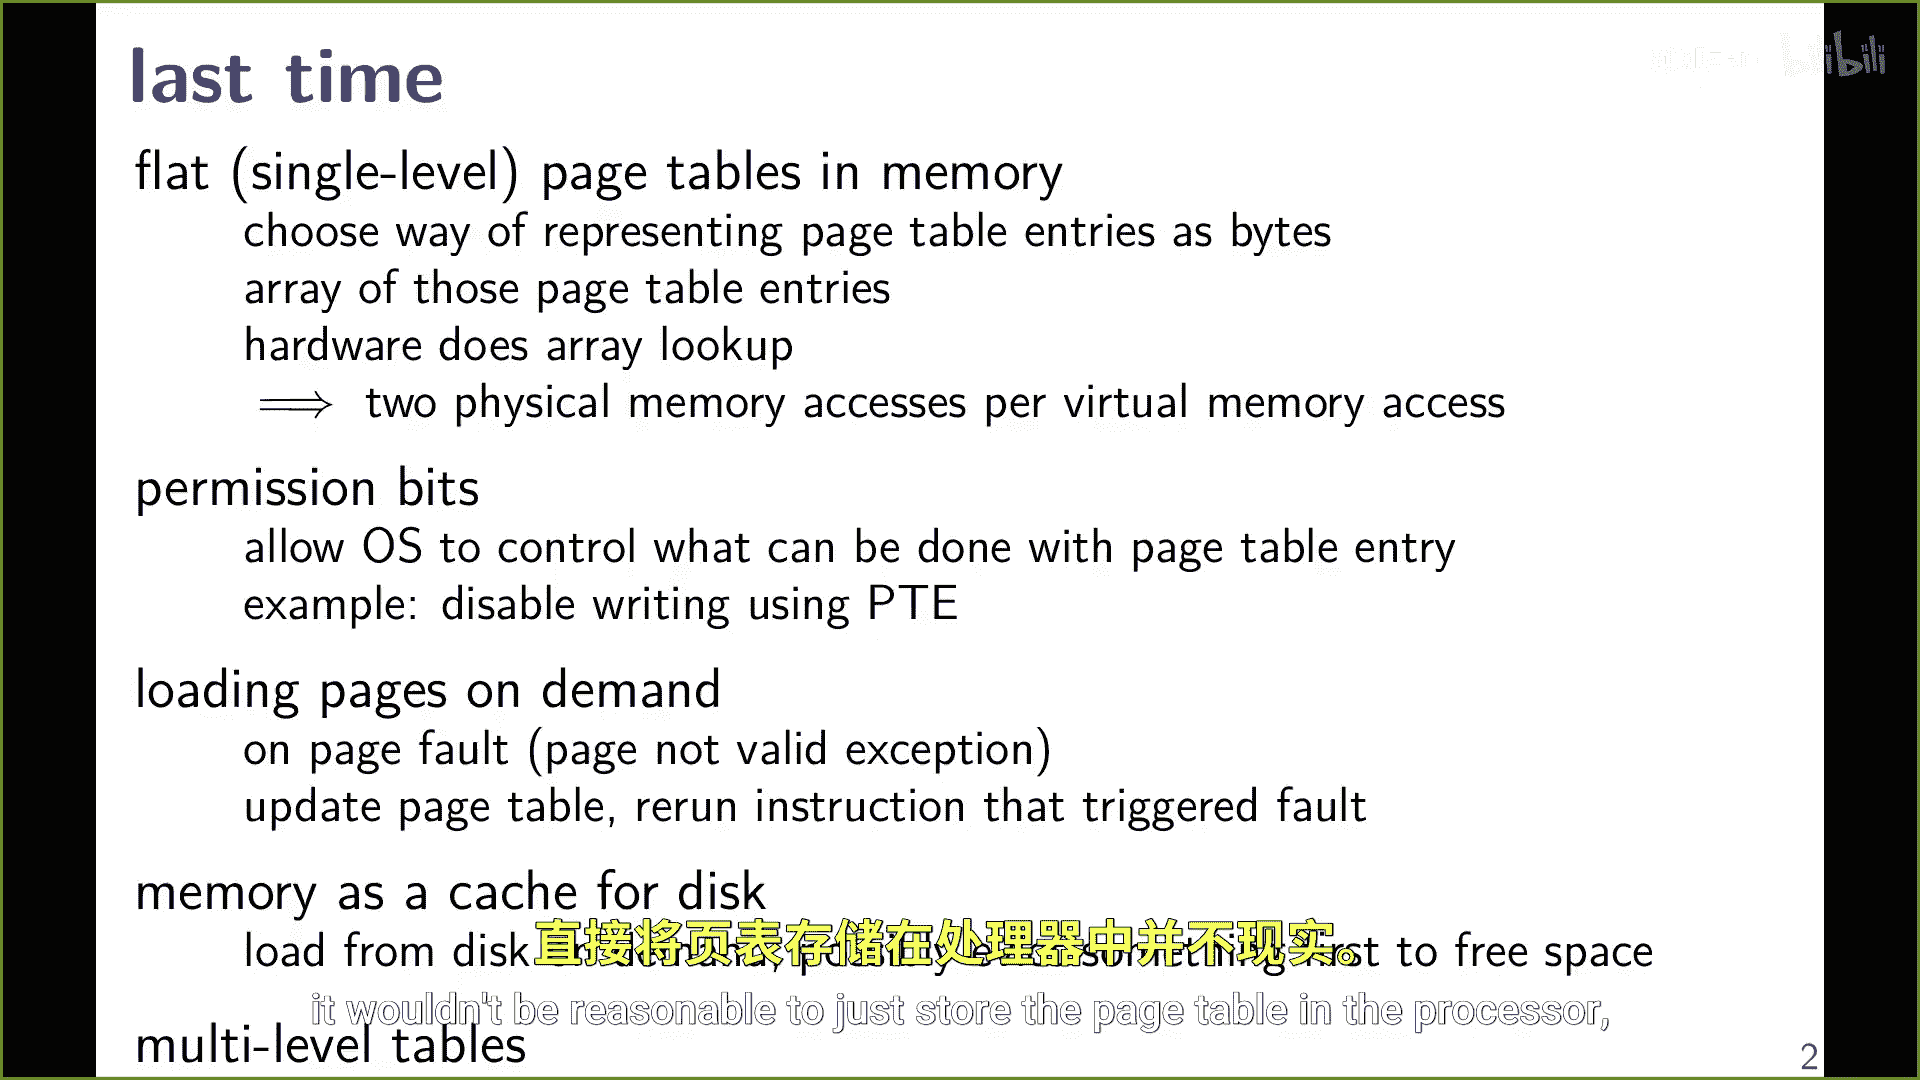 last time
bilibili
flat (single-level) page tables in memory
choose way of representing page table entries as bytes
array of those page table entries
hardware does array lookup
⟹ two physical memory accesses per virtual memory access
permission bits
allow OS to control what can be done with page table entry
example: disable writing using PTE
loading pages on demand
on page fault (page not valid exception)
update page table, rerun instruction that triggered fault
memory as a cache for disk
load from disk on demand, possibly something first to free space
直接将页表存储在处理器中并不现实。
it wouldn't be reasonable to just store the page table in the processor,
multi-level tables
2